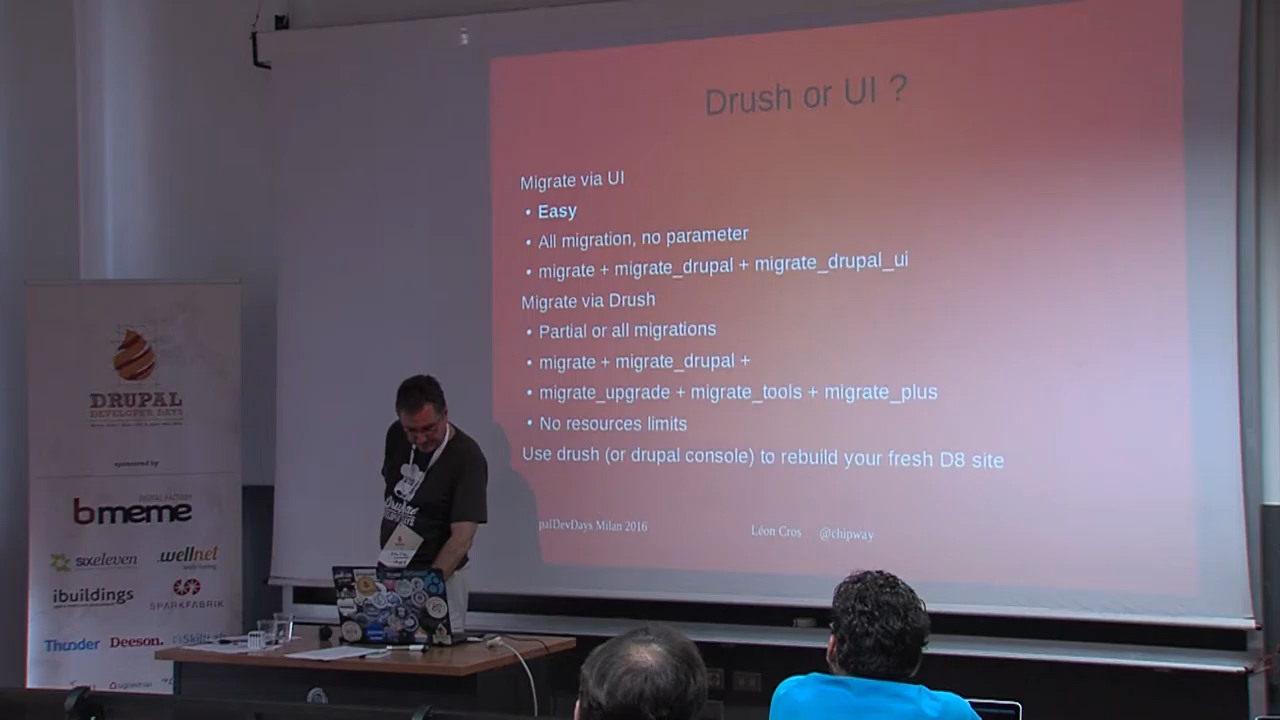 Drush or UI ?
Migrate via UI
• Easy
• All migration, no parameter
• migrate + migrate_drupal + migrate_drupal_ui
Migrate via Drush
• Partial or all migrations
• migrate + migrate_drupal +
• migrate_upgrade + migrate_tools + migrate_plus
• No resources limits
Use drush (or drupal console) to rebuild your fresh D8 site
palDevDays Milan 2016 Léon Cros @chipway
DRUPAL
DEVELOPER DAYS
sponsored by
DIGITAL FACTORY
bmeme
sixeleven .wellnet
ibuildings SPARKFABRIK
Thunder Deeson.